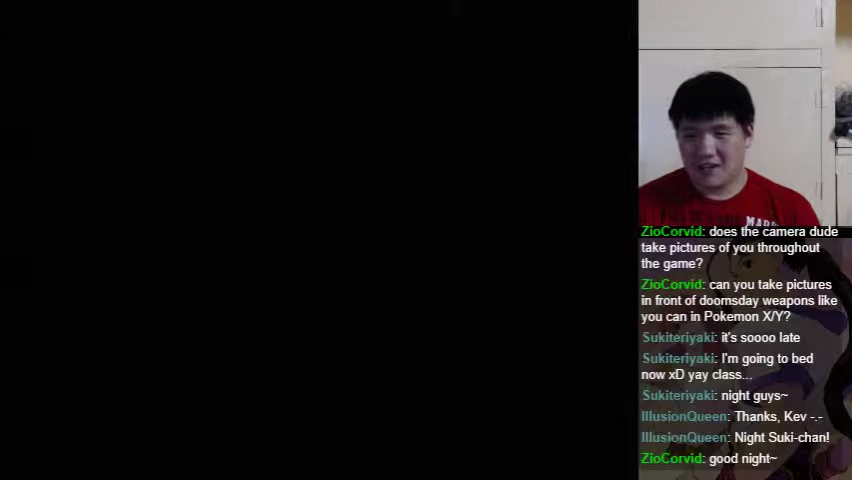 MAR
ZioCorvid: does the camera dude
take pictures of you throughout
the game?
ZioCorvid: can you take pictures
in front of doomsday weapons like
you can in Pokemon X/Y?
Sukiteriyaki: it's soooo late
Sukiteriyaki: I'm going to bed
now xD yay class...
Sukiteriyaki: night guys~
IllusionQueen: Thanks, Kev -.-
IllusionQueen: Night Suki-chan!
ZioCorvid: good night~